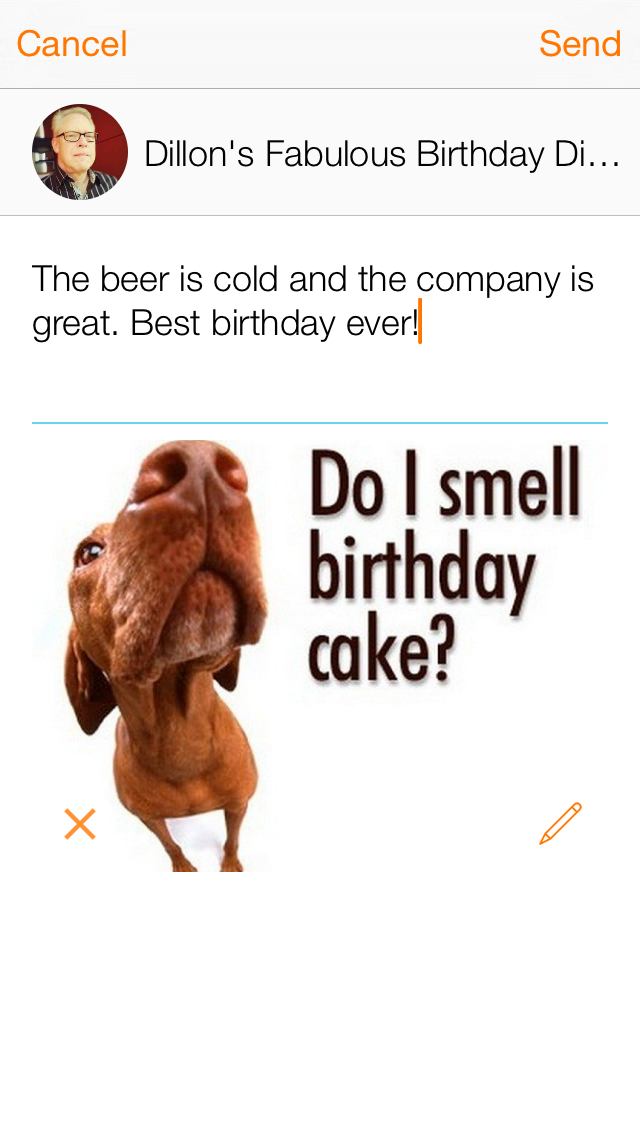 Cancel
Send
Dillon's Fabulous Birthday Di...
The beer is cold and the company is
great. Best birthday ever!
Do I smell
birthday
cake?